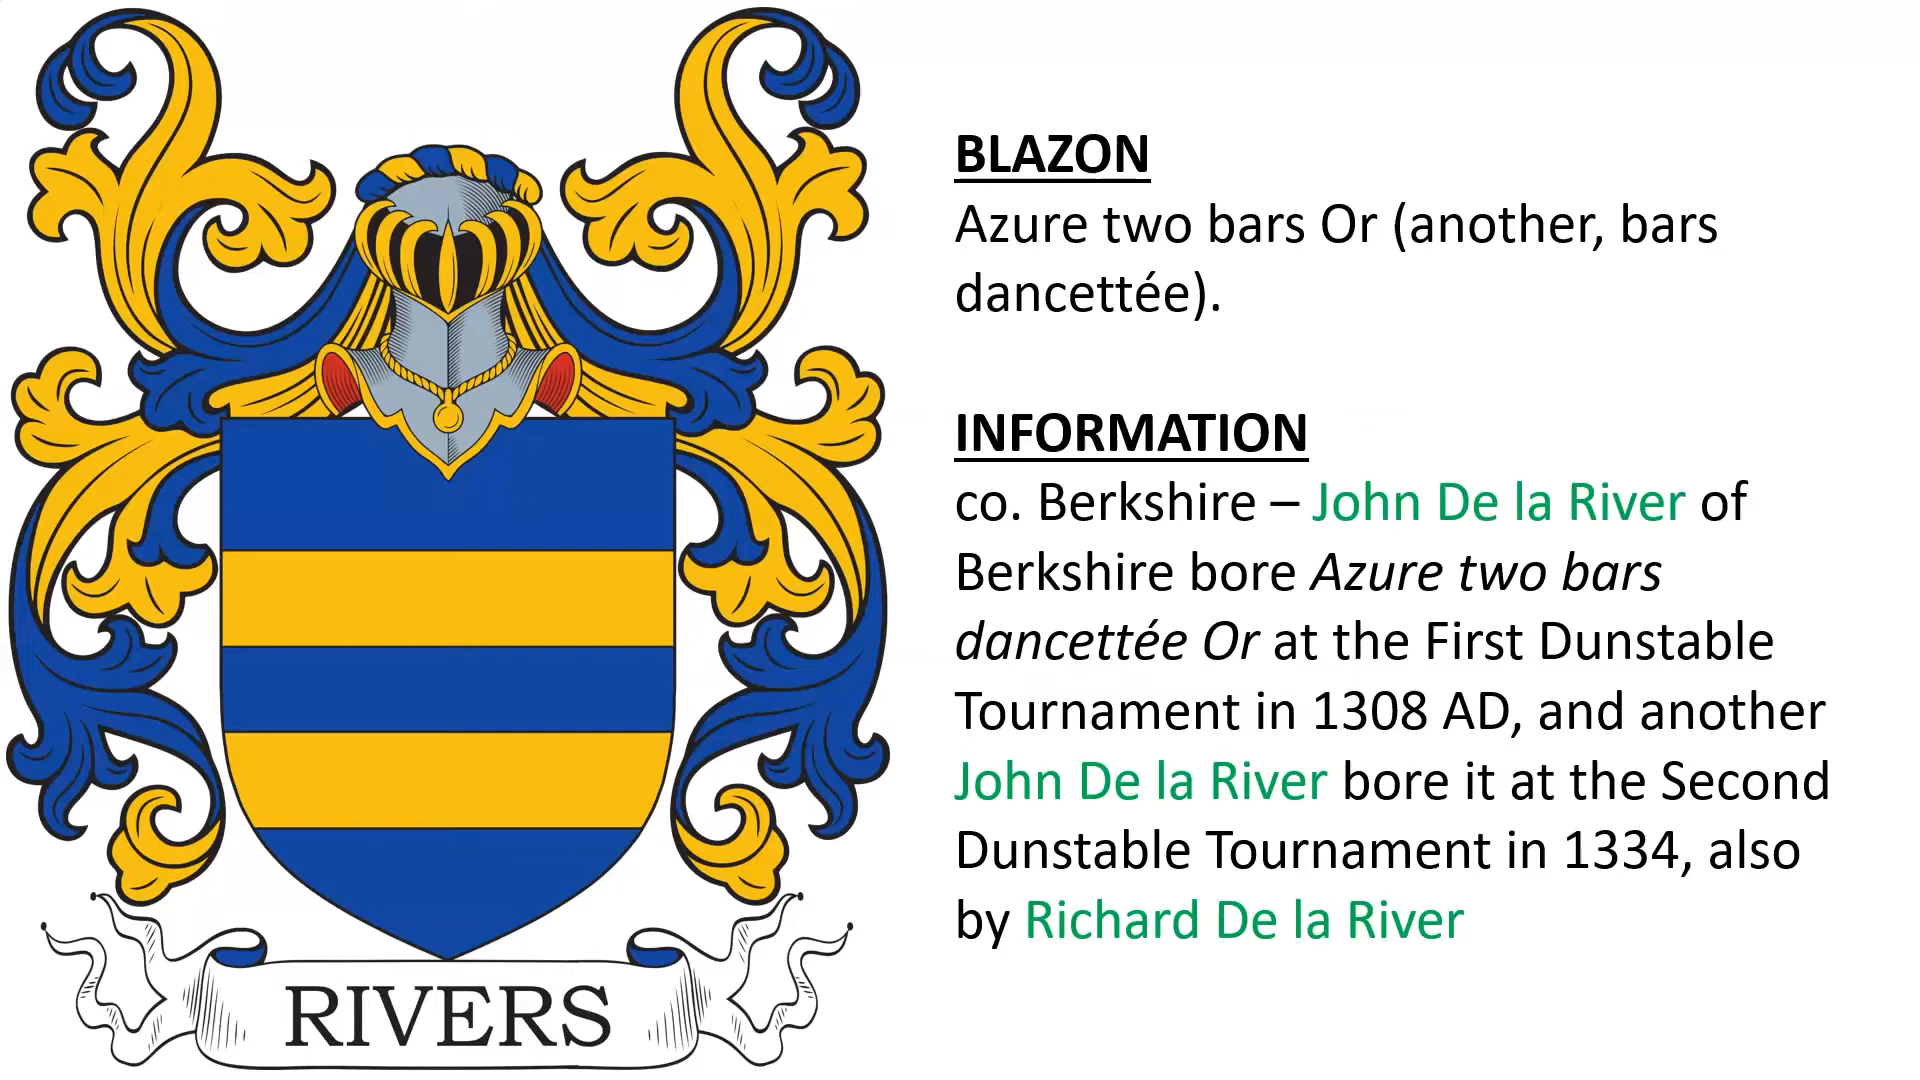 BLAZON
Azure two bars Or (another, bars
dancettée).
INFORMATION
co. Berkshire – John De la River of
Berkshire bore Azure two bars
dancettée Or at the First Dunstable
Tournament in 1308 AD, and another
John De la River bore it at the Second
Dunstable Tournament in 1334, also
by Richard De la River
RIVERS